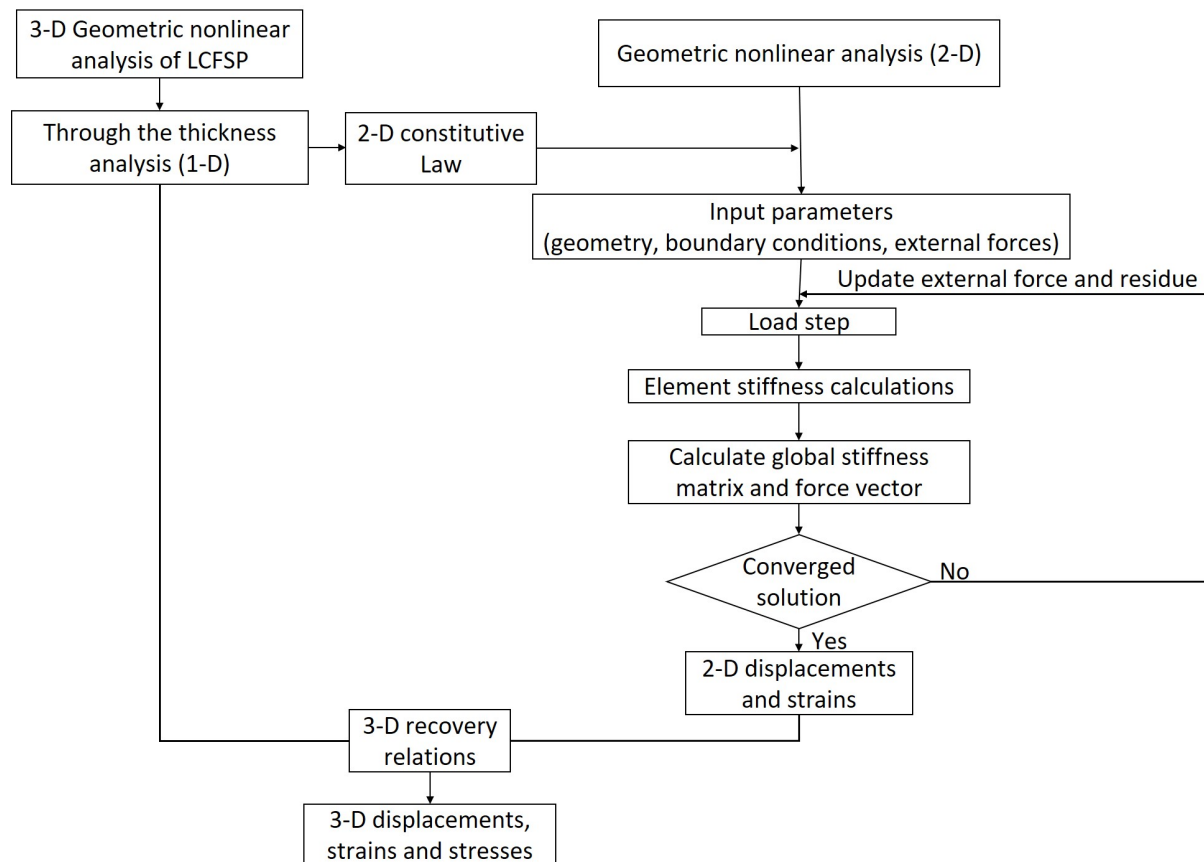 3-D Geometric nonlinear
analysis of LCFSP
Geometric nonlinear analysis (2-D)
Through the thickness
analysis (1-D)
2-D constitutive
Law
Input parameters
(geometry, boundary conditions, external forces)
Update external force and residue
Load step
Element stiffness calculations
Calculate global stiffness
matrix and force vector
Converged
solution
No
Yes
2-D displacements
and strains
3-D recovery
relations
3-D displacements,
strains and stresses